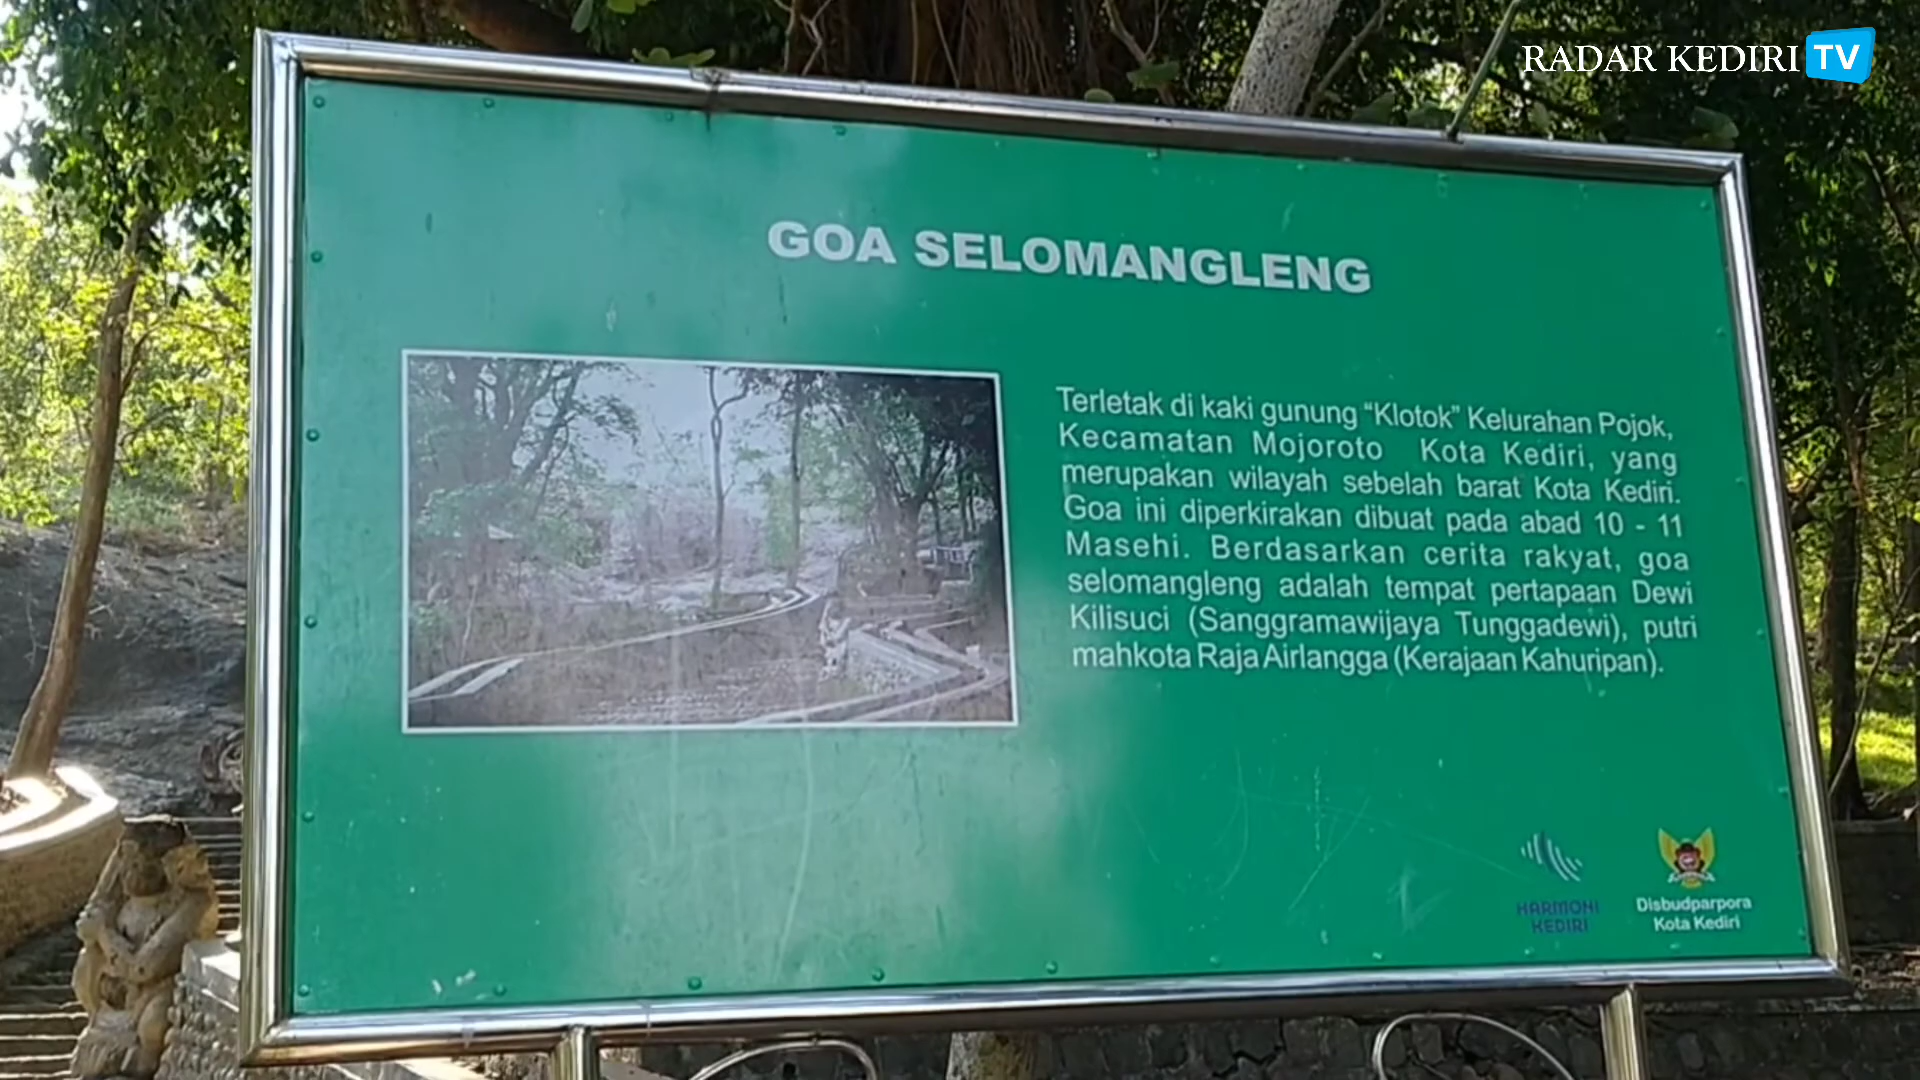 RADAR KEDIRI TV
GOA SELOMANGLENG
Terletak di kaki gunung “Klotok” Kelurahan Pojok,
Kecamatan Mojoroto Kota Kediri, yang
merupakan wilayah sebelah barat Kota Kediri.
Goa ini diperkirakan dibuat pada abad 10 - 11
Masehi. Berdasarkan cerita rakyat, goa
selomangleng adalah tempat pertapaan Dewi
Kilisuci (Sanggramawijaya Tunggadewi), putri
mahkota Raja Airlangga (Kerajaan Kahuripan).
HARMONI
KEDIRI
Disbudparpora
Kota Kediri